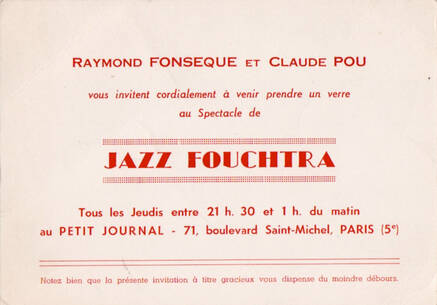 RAYMOND FONSEQUE ET CLAUDE POU
vous invitent cordialement à venir prendre un verre
au Spectacle de
JAZZ FOUCHTRA
Tous les Jeudis entre 21 h. 30 et 1 h. du matin
au PETIT JOURNAL - 71, boulevard Saint-Michel, PARIS (5e)
Notez bien que la présente invitation à titre gracieux vous dispense du moindre débours.